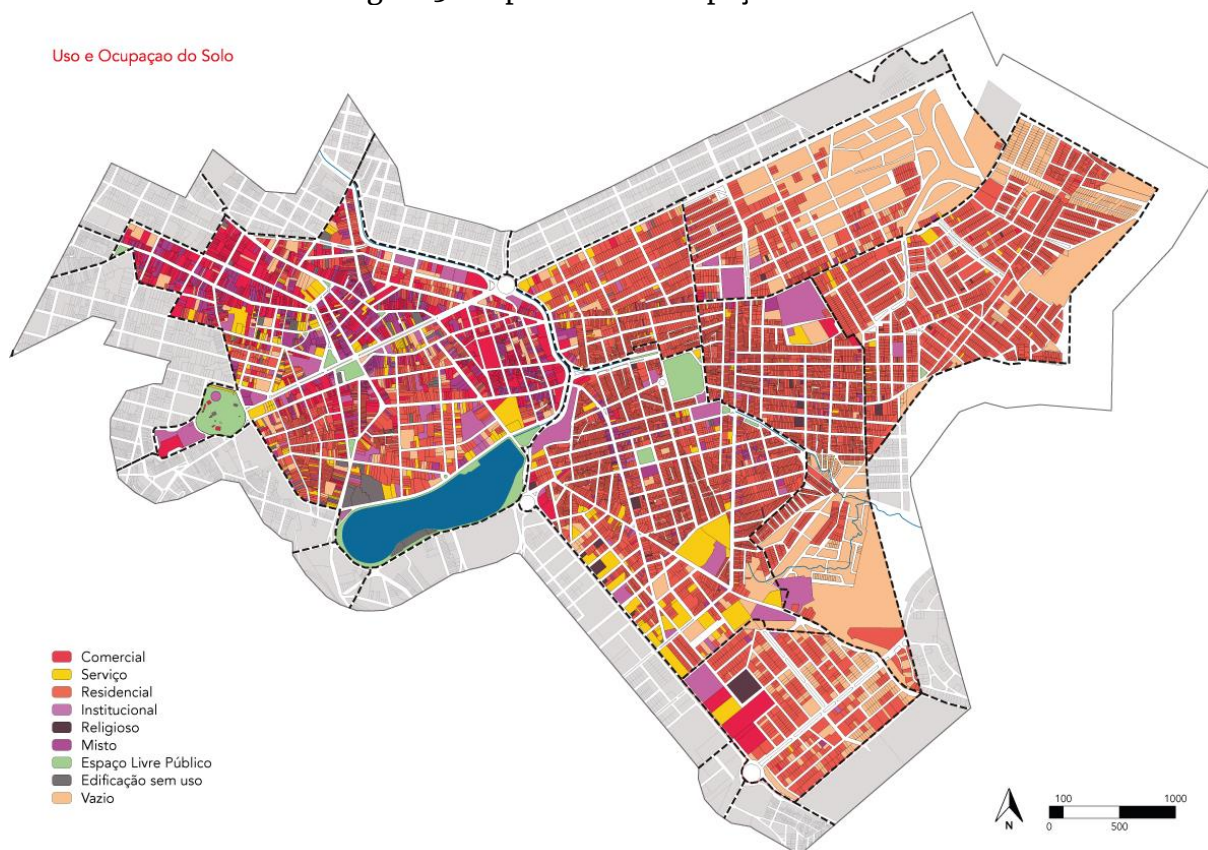 Uso e Ocupaçao do Solo
Comercial
Serviço
Residencial
Institucional
Religioso
Misto
Espaço Livre Público
Edificação sem uso
Vazio
N
100 1000
0 500